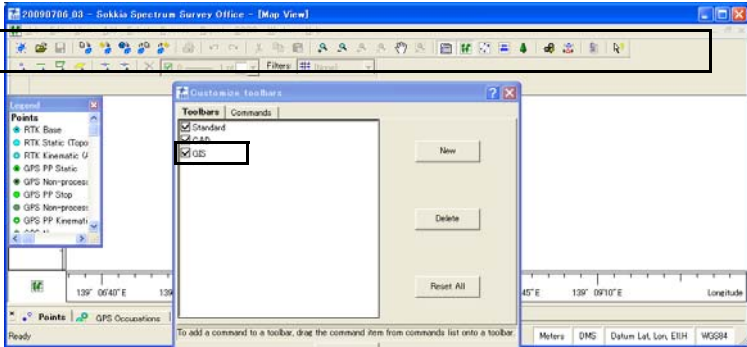 20090706_03 - Sokkia Spectrum Survey Office - [Map View]
Filters:
Customize toolbars
Toolbars Commands
Standard
CAD
GIS
New
Delete
Reset All
To add a command to a toolbar, drag the command item from commands list onto a toolbar.
Legend
Points
RTK Base
RTK Static (Topo
RTK Kinematic (A
GPS PP Static
GPS Non-process
GPS PP Stop
GPS Non-process
GPS PP Kinemati
139° 06'40" E
139
45" E
139° 09'10" E
Longitude
Points
GPS Occupations
Ready
Meters
DMS
Datum Lat, Lon, Ell.H
WGS84